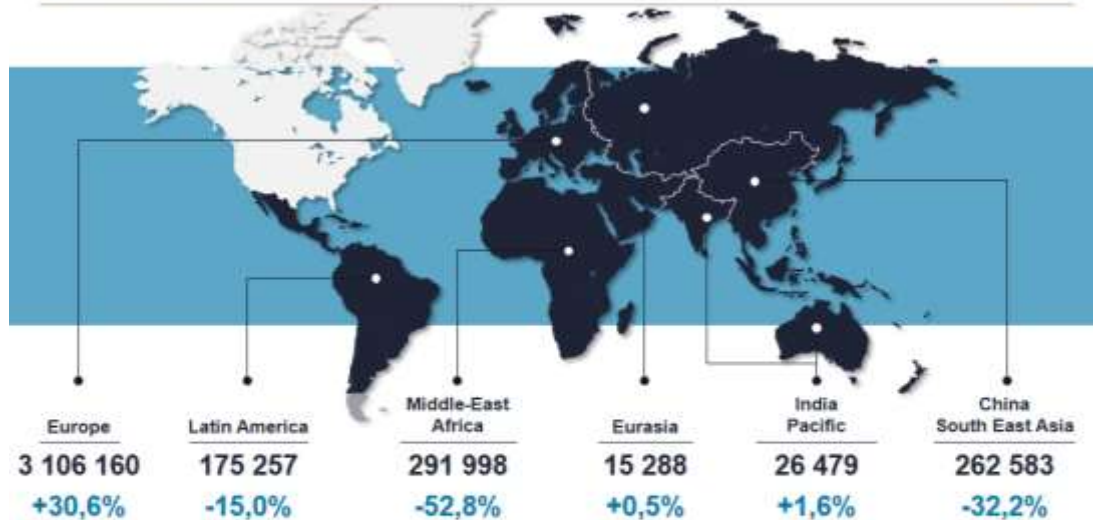 Europe
3 106 160
+30,6%
Latin America
175 257
-15,0%
Middle-East
Africa
291 998
-52,8%
Eurasia
15 288
+0,5%
India
Pacific
26 479
+1,6%
China
South East Asia
262 583
-32,2%